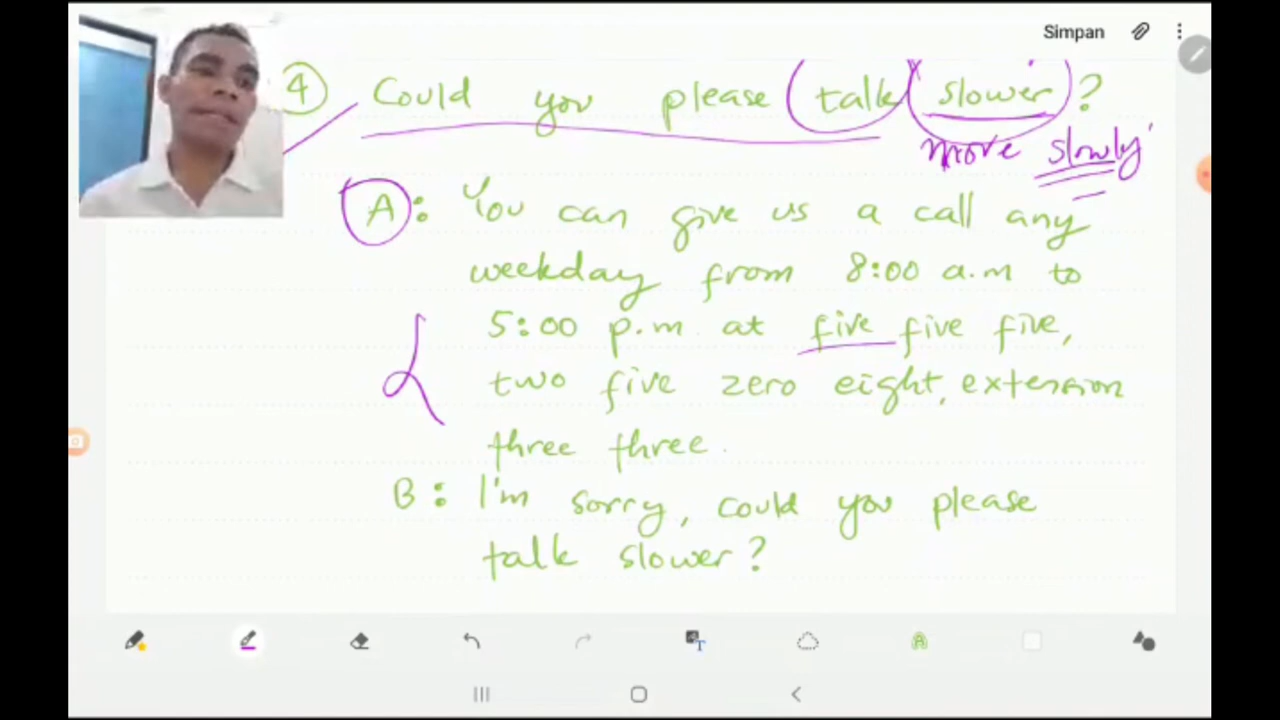 Simpan
4 Could you please talk slower?
more slowly
A: You can give us a call any
weekday from 8:00 a.m to
5:00 p.m. at five five five,
two five zero eight, extension
three three.
B: I'm sorry, could you please
talk slower?